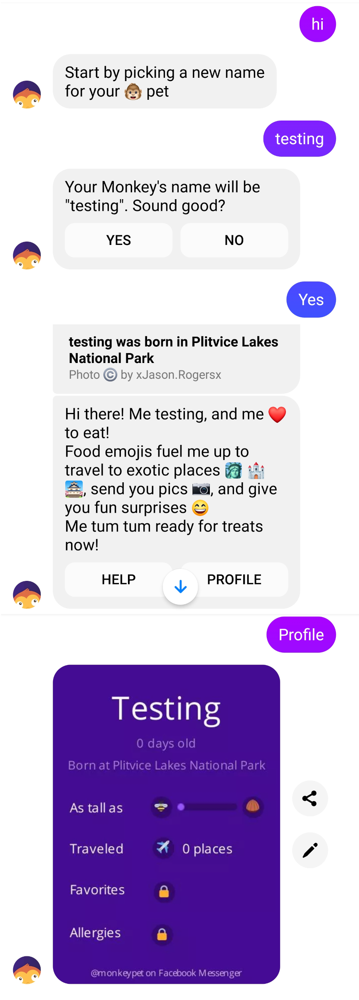 hi
Start by picking a new name
for your 🐵 pet
testing
Your Monkey's name will be
"testing". Sound good?
YES NO
Yes
testing was born in Plitvice Lakes
National Park
Photo © by xJason.Rogersx
Hi there! Me testing, and me ❤️
to eat!
Food emojis fuel me up to
travel to exotic places 🗽 🏰
🏯, send you pics 📷, and give
you fun surprises 😄
Me tum tum ready for treats
now!
HELP PROFILE
Profile
Testing
0 days old
Born at Plitvice Lakes National Park
As tall as
Traveled 0 places
Favorites
Allergies
@monkeypet on Facebook Messenger